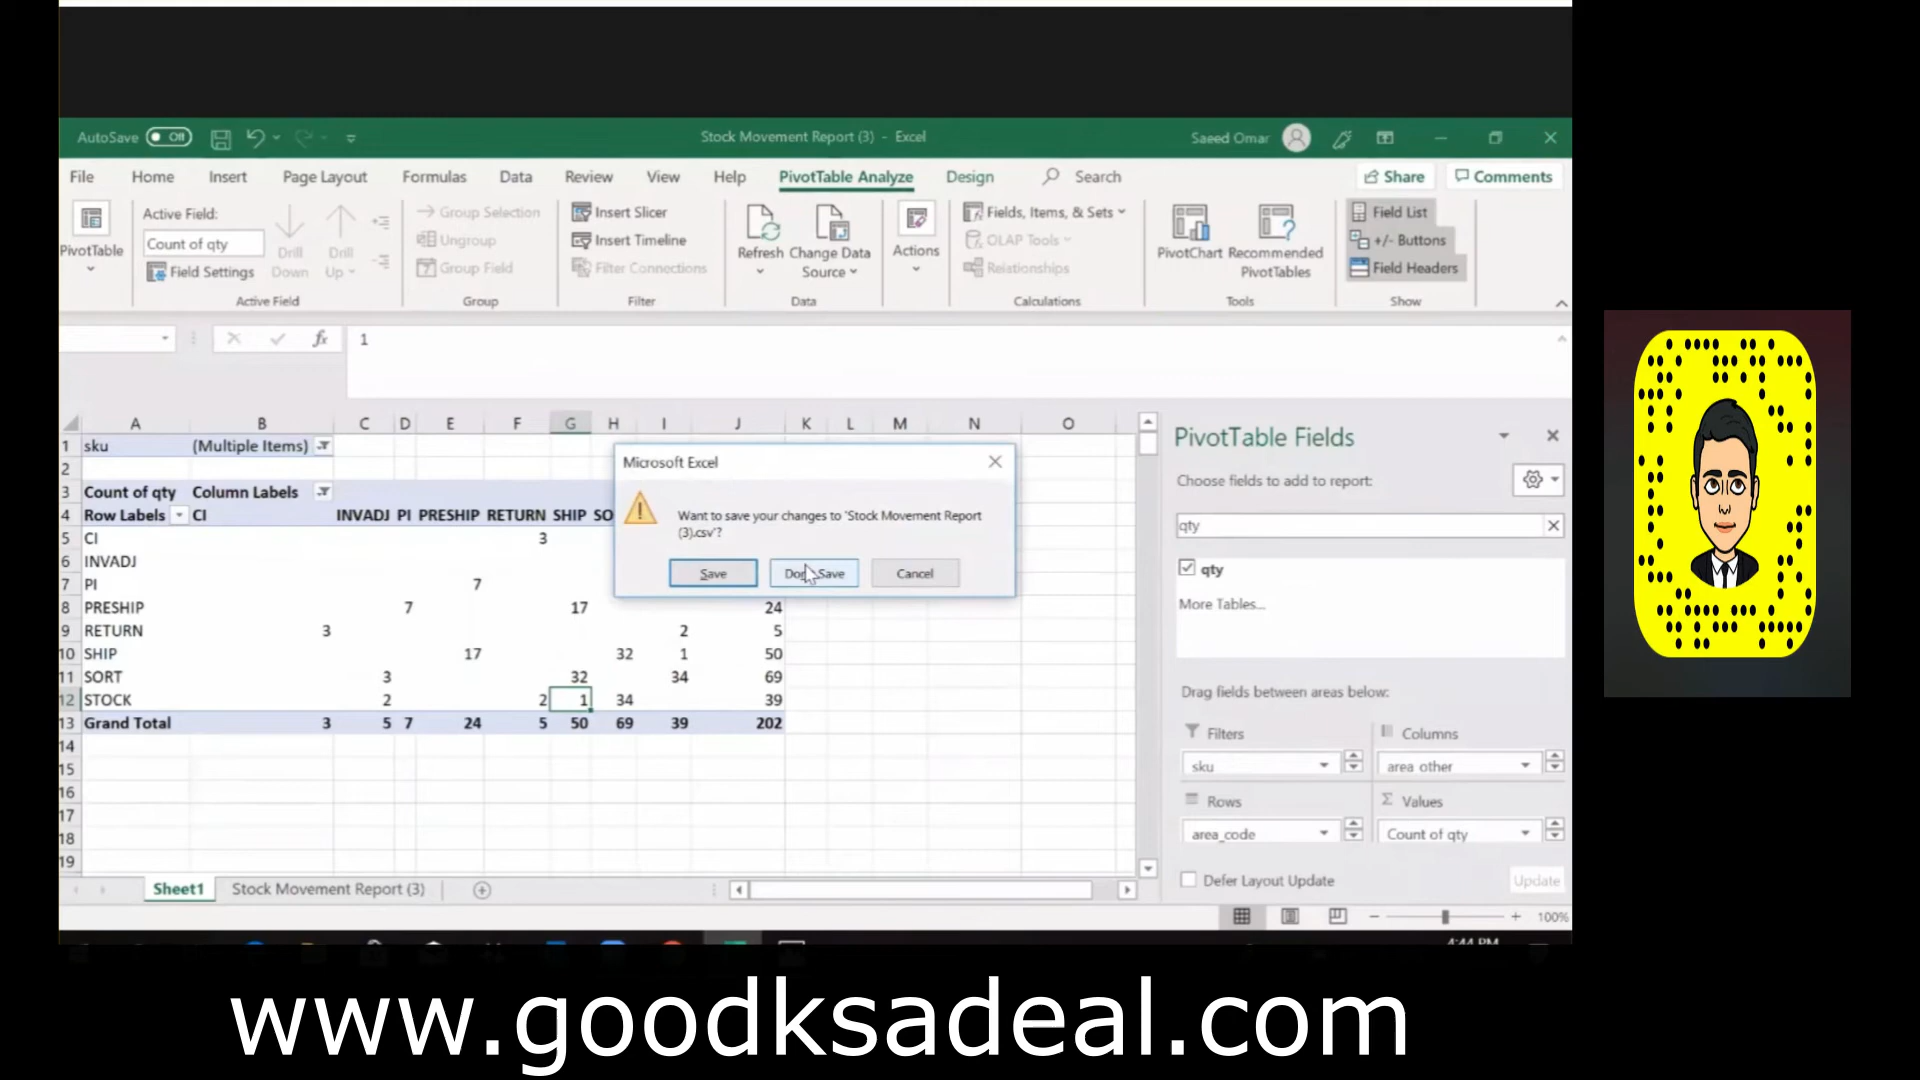 AutoSave Off Stock Movement Report (3) - Excel Saeed Omar
File Home Insert Page Layout Formulas Data Review View Help PivotTable Analyze Design Search Share Comments
PivotTable
Active Field:
Count of qty
Field Settings
Drill Down
Drill Up
Active Field
Group Selection
Ungroup
Group Field
Group
Insert Slicer
Insert Timeline
Filter Connections
Filter
Refresh
Change Data Source
Data
Actions
Fields, Items, & Sets
OLAP Tools
Relationships
Calculations
PivotChart
Recommended PivotTables
Tools
Field List
+/- Buttons
Field Headers
Show
fx 1
A B C D E F G H I J K L M N O
1 sku (Multiple Items)
2
3 Count of qty Column Labels
4 Row Labels CI INVADJ PI PRESHIP RETURN SHIP SO
5 CI 3
6 INVADJ
7 PI 7
8 PRESHIP 7 17 24
9 RETURN 3 2 5
10 SHIP 17 32 1 50
11 SORT 3 32 34 69
12 STOCK 2 2 1 34 39
13 Grand Total 3 5 7 24 5 50 69 39 202
14
15
16
17
18
19
Microsoft Excel
Want to save your changes to 'Stock Movement Report
(3).csv'?
Save Save Cancel
PivotTable Fields
Choose fields to add to report:
qty
qty
More Tables...
Drag fields between areas below:
Filters Columns
sku area other
Rows Σ Values
area_code Count of qty
Defer Layout Update Update
Sheet1 Stock Movement Report (3)
100%
4:44 PM
www.goodksadeal.com